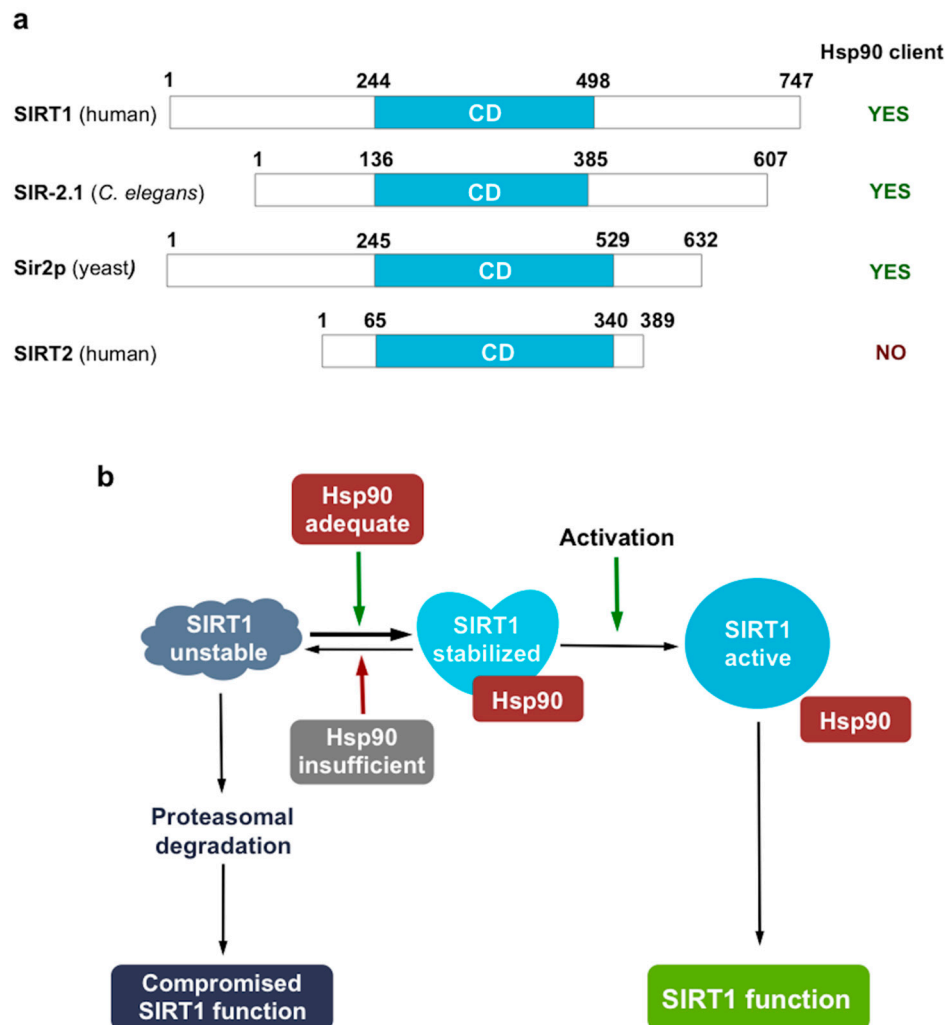 a
Hsp90 client
1 244 498 747
SIRT1 (human) CD YES
1 136 385 607
SIR-2.1 (C. elegans) CD YES
1 245 529 632
Sir2p (yeast) CD YES
1 65 340 389
SIRT2 (human) CD NO
b
Hsp90
adequate
Activation
SIRT1
unstable
SIRT1
stabilized
Hsp90
SIRT1
active
Hsp90
Hsp90
insufficient
Proteasomal
degradation
Compromised
SIRT1 function
SIRT1 function